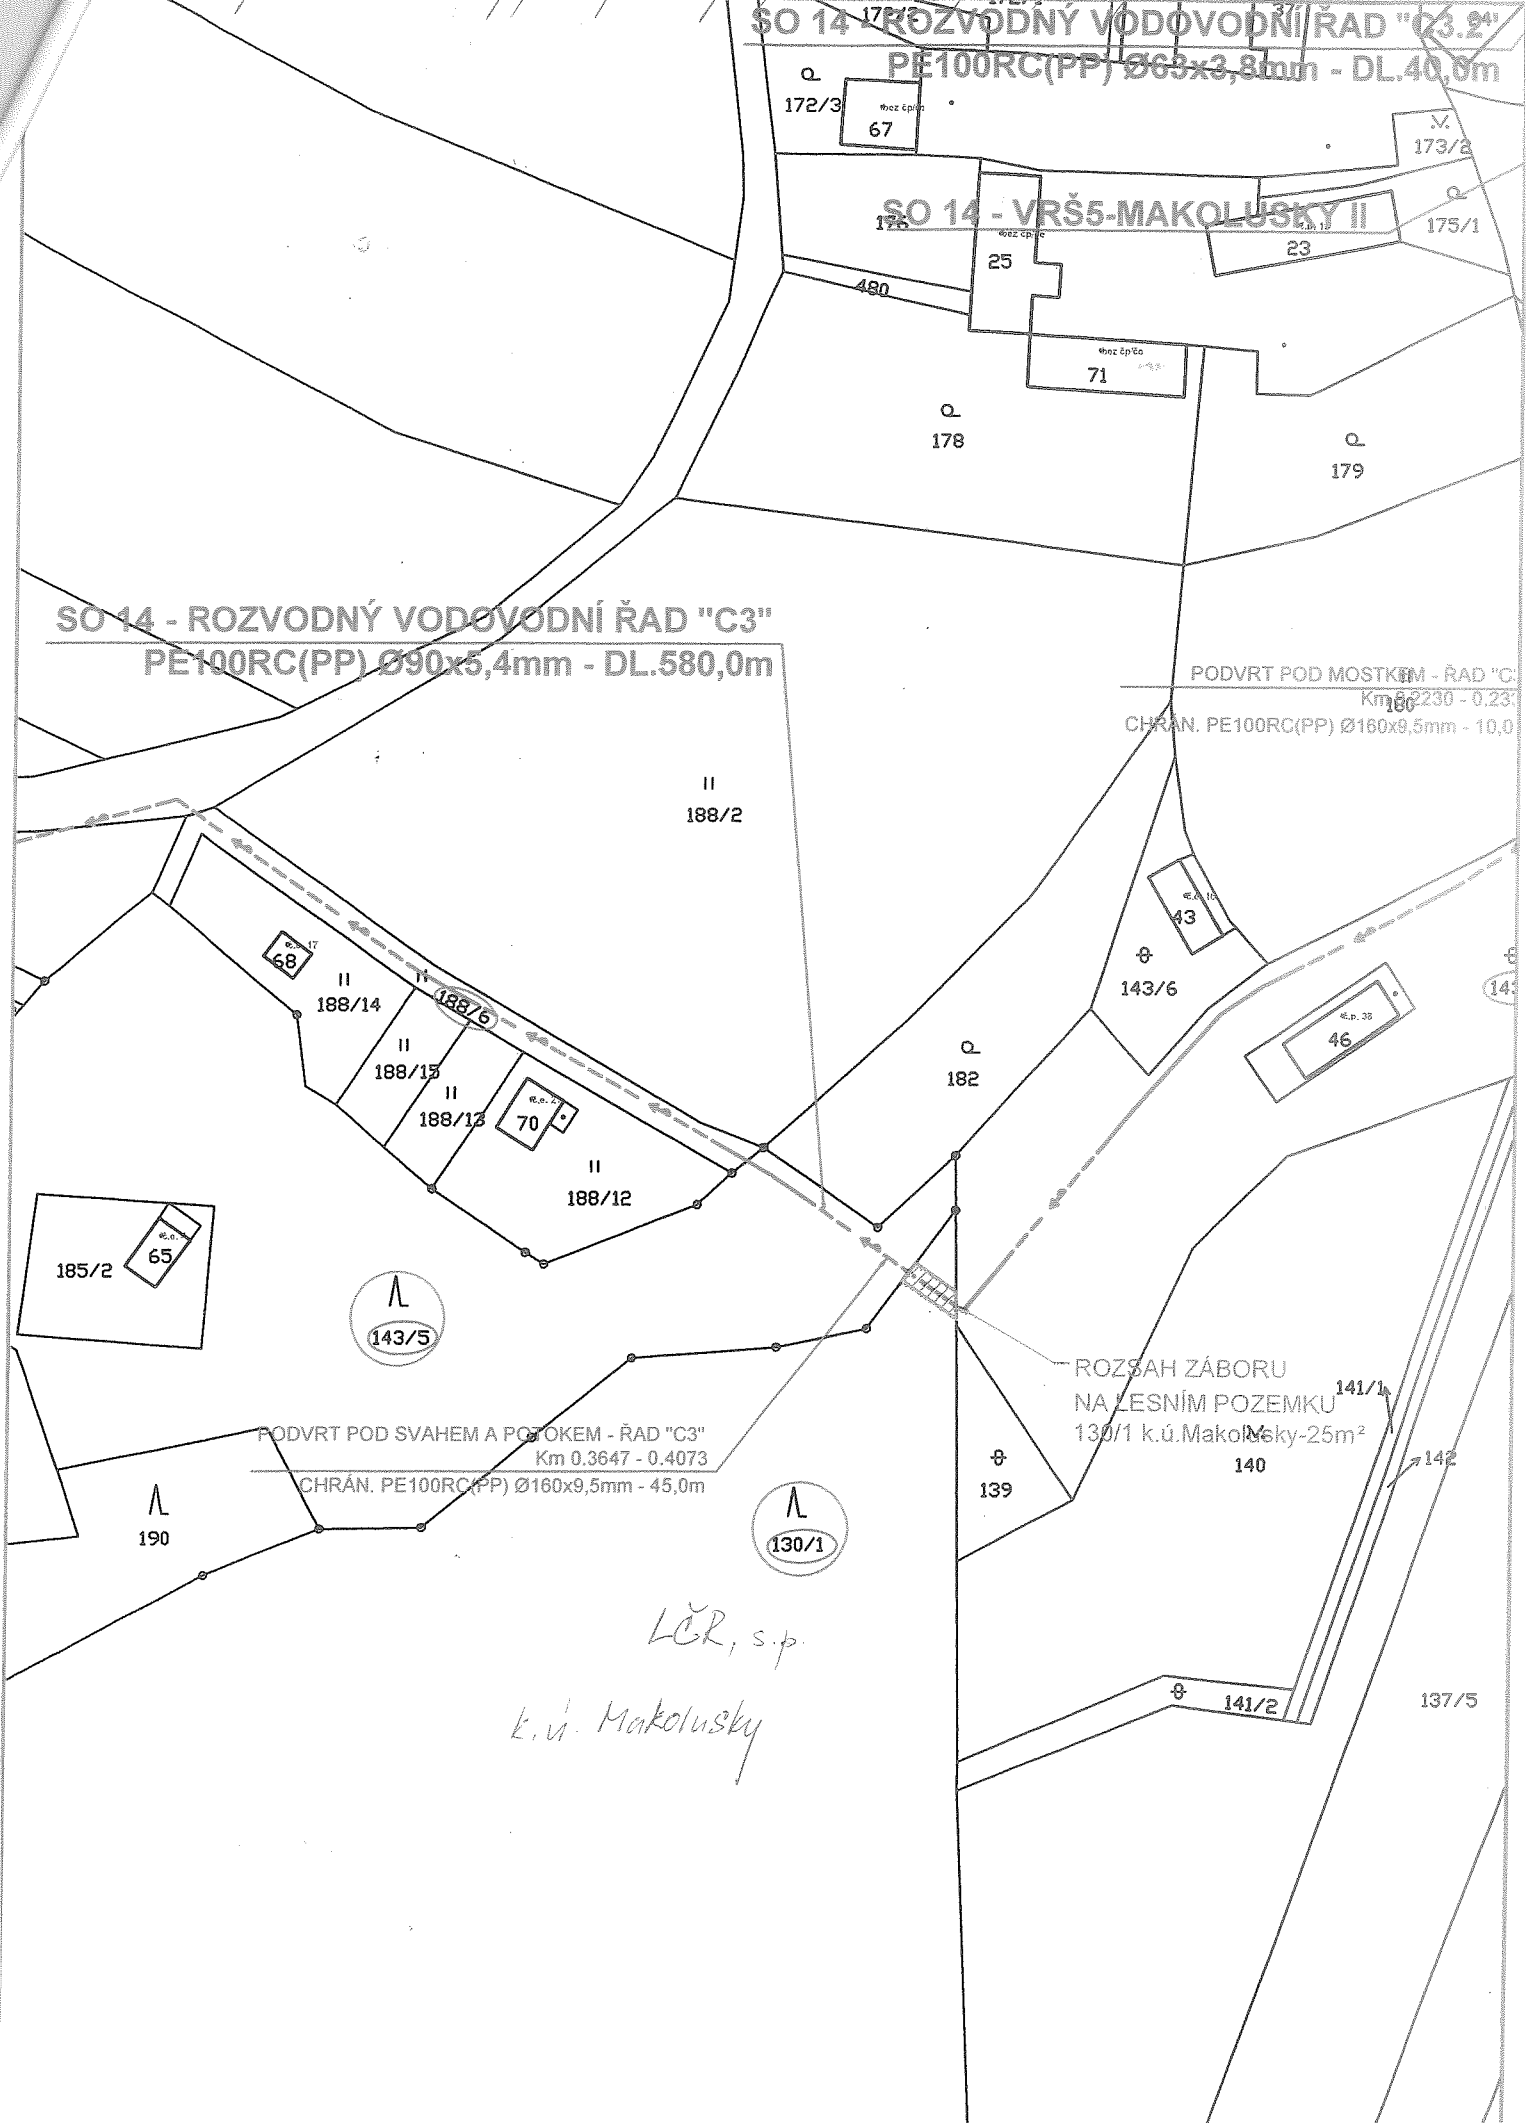 SO 14 - ROZVODNÝ VODOVODNÍ ŘAD "C3.2"
PE100RC(PP) Ø63x3,8mm - DL.40,0m
172/3
67
173/2
SO 14 - VRŠ5-MAKOLUSKY II
176
175/1
25
23
480
bez čp/če
71
178
179
SO 14 - ROZVODNÝ VODOVODNÍ ŘAD "C3"
PE100RC(PP) Ø90x5,4mm - DL.580,0m
PODVRT POD MOSTKEM - ŘAD "C
180
CHRÁN. PE100RC(PP) Ø160x9,5mm - 10,0
188/2
43
68
188/14
188/6
143/6
č.p. 38
46
188/15
182
188/13
70
188/12
65
185/2
143/5
ROZSAH ZÁBORU
NA LESNÍM POZEMKU
130/1 k.ú.Makolusky-25m²
141/1
PODVRT POD SVAHEM A POTOKEM - ŘAD "C3"
Km 0.3647 - 0.4073
CHRÁN. PE100RC(PP) Ø160x9,5mm - 45,0m
142
140
139
190
130/1
LČR, s.p.
k.ú. Makolusky
141/2
137/5